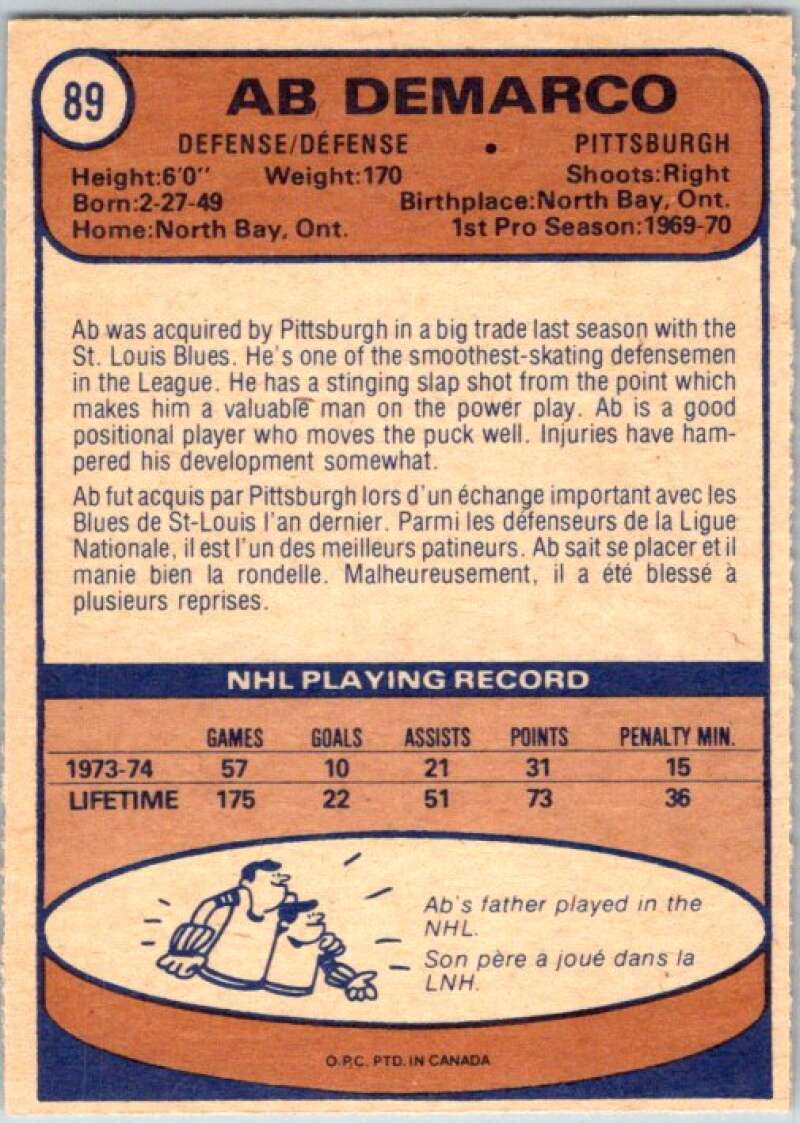 89
AB DEMARCO
DEFENSE/DÉFENSE • PITTSBURGH
Height:6'0" Weight:170 Shoots:Right
Born:2-27-49 Birthplace:North Bay, Ont.
Home:North Bay, Ont. 1st Pro Season:1969-70
Ab was acquired by Pittsburgh in a big trade last season with the
St. Louis Blues. He's one of the smoothest-skating defensemen
in the League. He has a stinging slap shot from the point which
makes him a valuable man on the power play. Ab is a good
positional player who moves the puck well. Injuries have ham-
pered his development somewhat.
Ab fut acquis par Pittsburgh lors d'un échange important avec les
Blues de St-Louis l'an dernier. Parmi les défenseurs de la Ligue
Nationale, il est l'un des meilleurs patineurs. Ab sait se placer et il
manie bien la rondelle. Malheureusement, il a été blessé à
plusieurs reprises.
NHL PLAYING RECORD
GAMES GOALS ASSISTS POINTS PENALTY MIN.
1973-74 57 10 21 31 15
LIFETIME 175 22 51 73 36
Ab's father played in the
NHL.
Son père a joué dans la
LNH.
O.P.C. PTD. IN CANADA